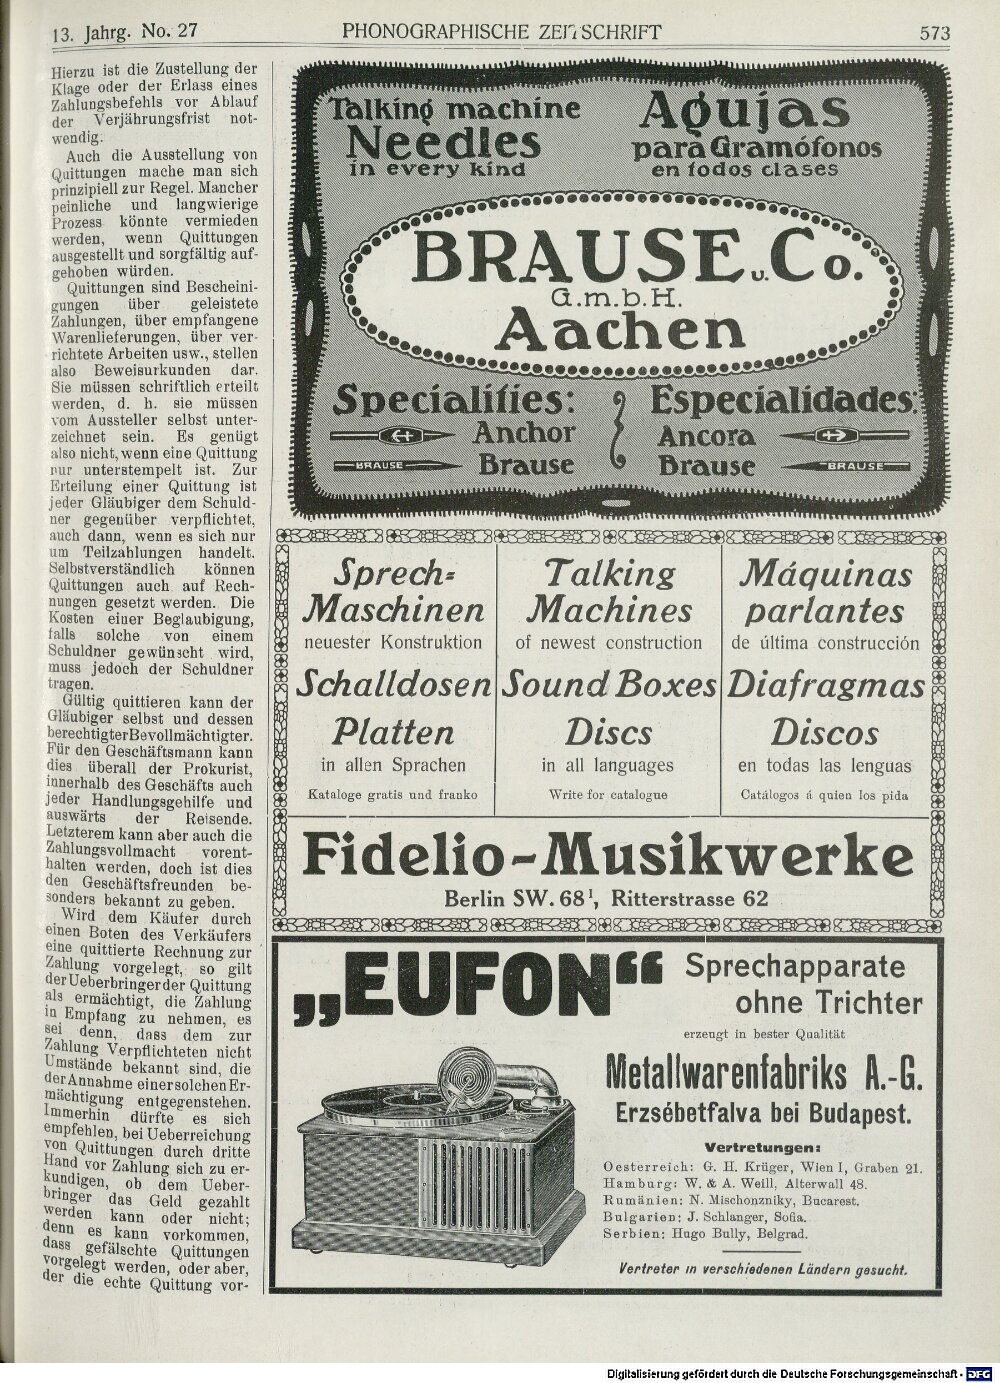 13. Jahrg. No. 27
PHONOGRAPHISCHE ZEITSCHRIFT
573
Hierzu ist die Zustellung der
Klage oder der Erlass eines
Zahlungsbefehls vor Ablauf
der Verjährungsfrist not-
wendig.
Auch die Ausstellung von
Quittungen mache man sich
prinzipiell zur Regel. Mancher
peinliche und langwierige
Prozess könnte vermieden
werden, wenn Quittungen
ausgestellt und sorgfältig auf-
gehoben würden.
Quittungen sind Bescheini-
gungen über geleistete
Zahlungen, über empfangene
Warenlieferungen, über ver-
richtete Arbeiten usw., stellen
also Beweisurkunden dar.
Sie müssen schriftlich erteilt
werden, d. h. sie müssen
vom Aussteller selbst unter-
zeichnet sein. Es genügt
also nicht, wenn eine Quittung
nur unterstempelt ist. Zur
Erteilung einer Quittung ist
jeder Gläubiger dem Schuld-
ner gegenüber verpflichtet,
auch dann, wenn es sich nur
um Teilzahlungen handelt.
Selbstverständlich können
Quittungen auch auf Rech-
nungen gesetzt werden. Die
Kosten einer Beglaubigung,
falls solche von einem
Schuldner gewünscht wird,
muss jedoch der Schuldner
tragen.
Gültig quittieren kann der
Gläubiger selbst und dessen
berechtigter Bevollmächtigter.
Für den Geschäftsmann kann
dies überall der Prokurist,
innerhalb des Geschäfts auch
jeder Handlungsgehilfe und
auswärts der Reisende.
Letzterem kann aber auch die
Zahlungsvollmacht vorent-
halten werden, doch ist dies
den Geschäftsfreunden be-
sonders bekannt zu geben.
Wird dem Käufer durch
einen Boten des Verkäufers
eine quittierte Rechnung zur
Zahlung vorgelegt, so gilt
der Ueberbringer der Quittung
als ermächtigt, die Zahlung
in Empfang zu nehmen, es
sei denn, dass dem zur
Zahlung Verpflichteten nicht
Umstände bekannt sind, die
der Annahme einer solchen Er-
mächtigung entgegenstehen.
Immerhin dürfte es sich
empfehlen, bei Ueberreichung
von Quittungen durch dritte
Hand vor Zahlung sich zu er-
kundigen, ob dem Ueber-
bringer das Geld gezahlt
werden kann oder nicht;
denn es kann vorkommen,
dass gefälschte Quittungen
vorgelegt werden, oder aber,
der die echte Quittung vor-
Talking machine
Needles
in every kind
Agujas
para Gramófonos
en todos clases
BRAUSE u. Co.
G.m.b.H.
Aachen
Specialities:
Anchor
Brause
BRAUSE
Especialidades:
Ancora
Brause
BRAUSE
Sprech-
Maschinen
neuester Konstruktion
Schalldosen
Platten
in allen Sprachen
Kataloge gratis und franko
Talking
Machines
of newest construction
Sound Boxes
Discs
in all languages
Write for catalogue
Máquinas
parlantes
de última construcción
Diafragmas
Discos
en todas las lenguas
Catálogos á quien los pida
Fidelio-Musikwerke
Berlin SW. 68¹, Ritterstrasse 62
„EUFON“
Sprechapparate
ohne Trichter
erzeugt in bester Qualität
Metallwarenfabriks A.-G.
Erzsébetfalva bei Budapest.
Vertretungen:
Oesterreich: G. H. Krüger, Wien I, Graben 21.
Hamburg: W. & A. Weill, Alterwall 48.
Rumänien: N. Mischonzniky, Bucarest.
Bulgarien: J. Schlanger, Sofia.
Serbien: Hugo Bully, Belgrad.
Vertreter in verschiedenen Ländern gesucht.
Digitalisierung gefördert durch die Deutsche Forschungsgemeinschaft - DFG